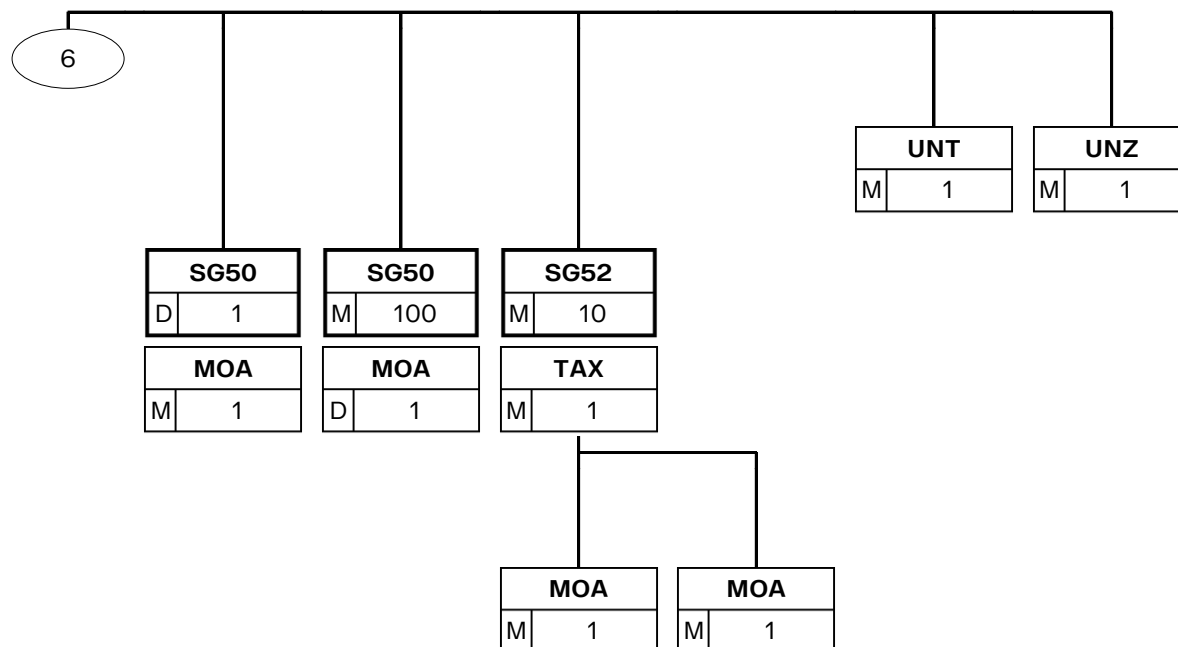 6
UNT UNZ
M 1 M 1
SG50 SG50 SG52
D 1 M 100 M 10
MOA MOA TAX
M 1 D 1 M 1
MOA MOA
M 1 M 1